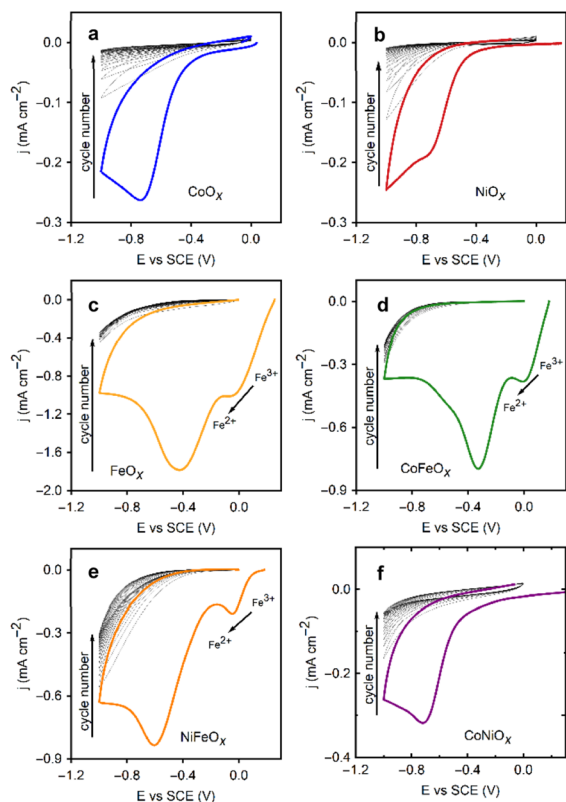 a
j (mA cm⁻²)
0.0
−0.1
−0.2
−0.3
cycle number
CoOx
−1.2 −0.8 −0.4 0.0
E vs SCE (V)
b
j (mA cm⁻²)
0.0
−0.1
−0.2
−0.3
cycle number
NiOx
−1.2 −0.8 −0.4 0.0
E vs SCE (V)
c
j (mA cm⁻²)
0.0
−0.4
−0.8
−1.2
−1.6
−2.0
cycle number
Fe³⁺
Fe²⁺
FeOx
−1.2 −0.8 −0.4 0.0
E vs SCE (V)
d
j (mA cm⁻²)
0.0
−0.3
−0.6
−0.9
cycle number
Fe³⁺
Fe²⁺
CoFeOx
−1.2 −0.8 −0.4 0.0
E vs SCE (V)
e
j (mA cm⁻²)
0.0
−0.3
−0.6
−0.9
cycle number
Fe³⁺
Fe²⁺
NiFeOx
−1.2 −0.8 −0.4 0.0
E vs SCE (V)
f
j (mA cm⁻²)
0.0
−0.2
−0.4
cycle number
CoNiOx
−1.2 −0.8 −0.4 0.0
E vs SCE (V)